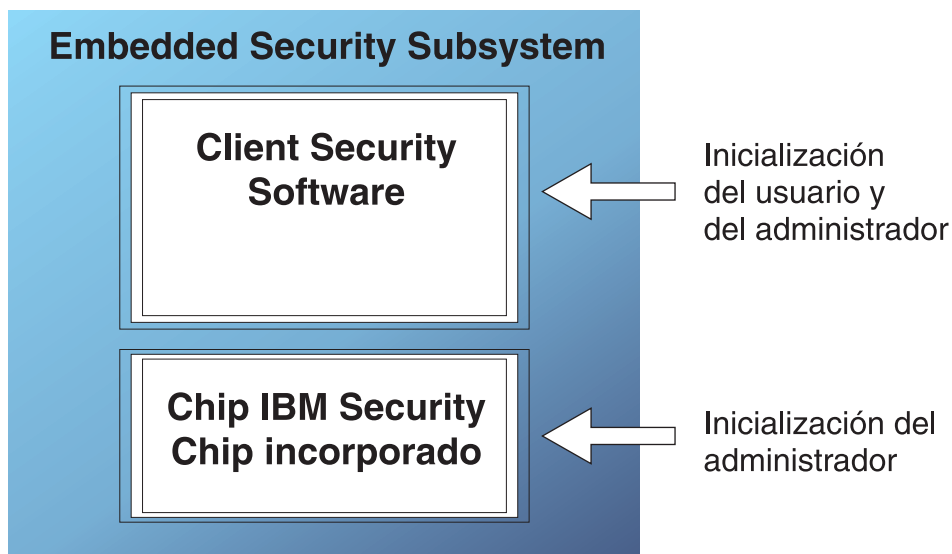 Embedded Security Subsystem
Client Security
Software
Inicialización
del usuario y
del administrador
Chip IBM Security
Chip incorporado
Inicialización del
administrador